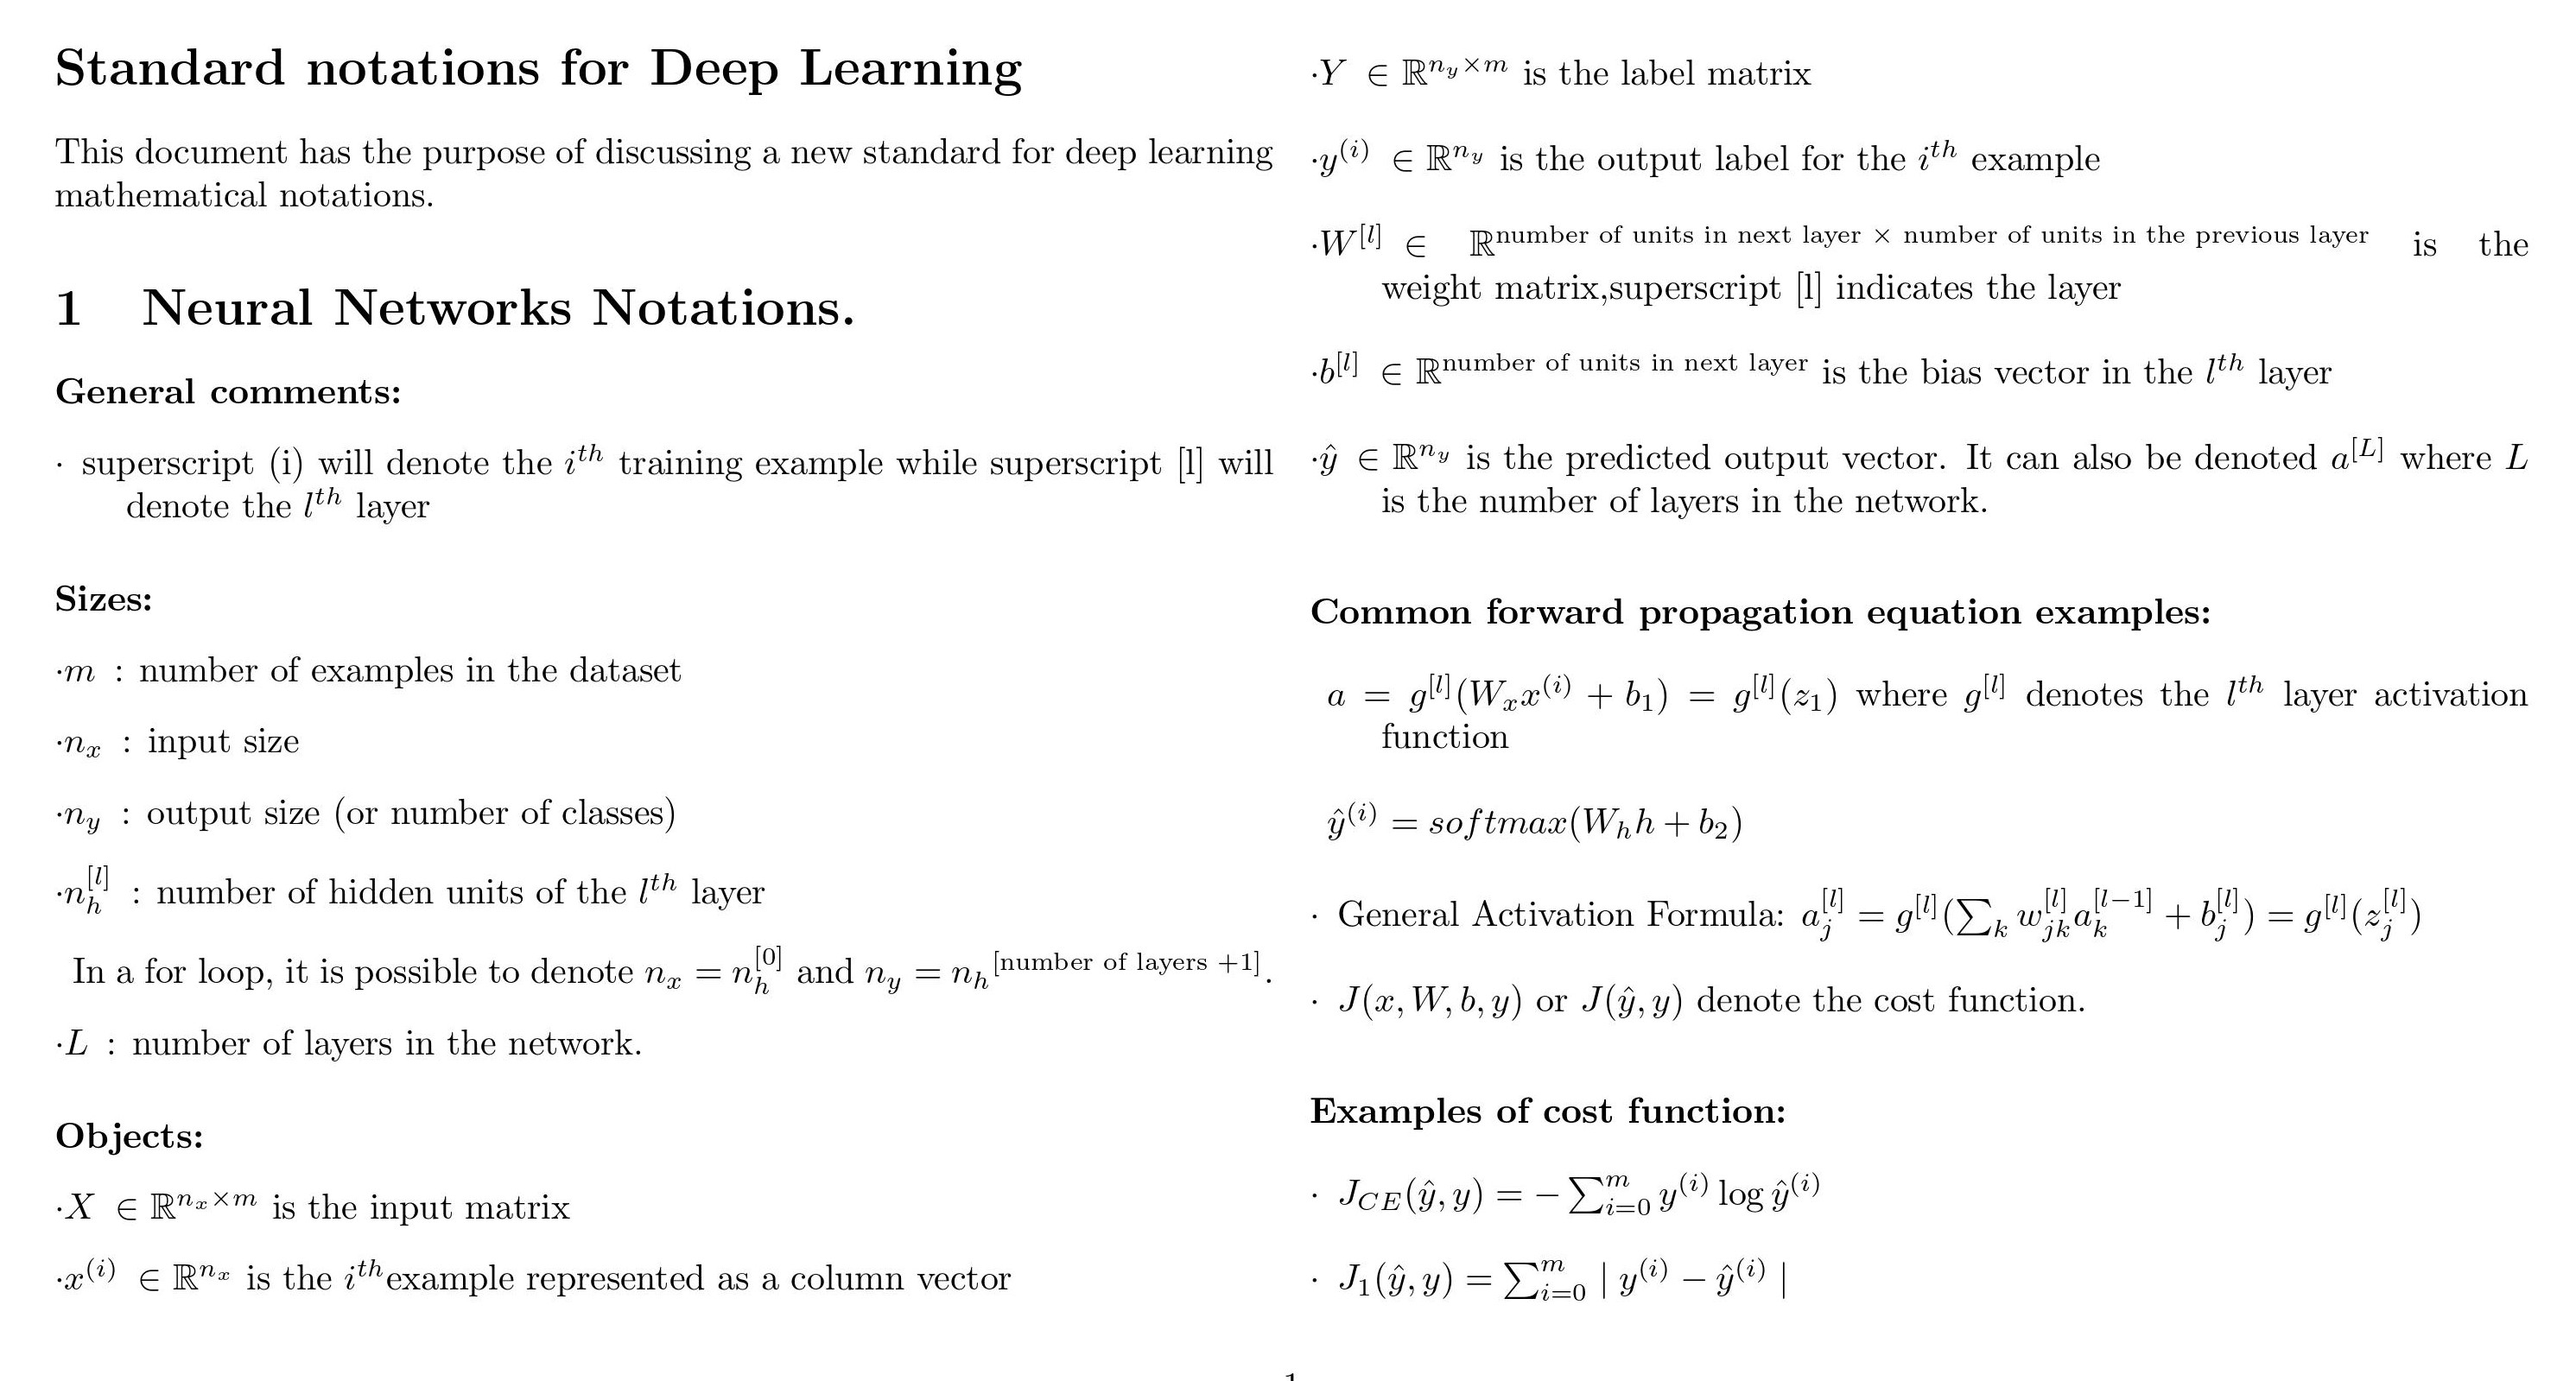 Standard notations for Deep Learning
This document has the purpose of discussing a new standard for deep learning
mathematical notations.
1 Neural Networks Notations.
General comments:
· superscript (i) will denote the $i^{th}$ training example while superscript [l] will
denote the $l^{th}$ layer
Sizes:
·$m$ : number of examples in the dataset
·$n_x$ : input size
·$n_y$ : output size (or number of classes)
·$n_h^{[l]}$ : number of hidden units of the $l^{th}$ layer
In a for loop, it is possible to denote $n_x = n_h^{[0]}$ and $n_y = n_h{}^{[\text{number of layers }+1]}$.
·$L$ : number of layers in the network.
Objects:
·$X \in \mathbb{R}^{n_x \times m}$ is the input matrix
·$x^{(i)} \in \mathbb{R}^{n_x}$ is the $i^{th}$example represented as a column vector
·$Y \in \mathbb{R}^{n_y \times m}$ is the label matrix
·$y^{(i)} \in \mathbb{R}^{n_y}$ is the output label for the $i^{th}$ example
·$W^{[l]} \in \mathbb{R}^{\text{number of units in next layer} \times \text{number of units in the previous layer}}$ is the
weight matrix,superscript [l] indicates the layer
·$b^{[l]} \in \mathbb{R}^{\text{number of units in next layer}}$ is the bias vector in the $l^{th}$ layer
·$\hat{y} \in \mathbb{R}^{n_y}$ is the predicted output vector. It can also be denoted $a^{[L]}$ where $L$
is the number of layers in the network.
Common forward propagation equation examples:
$a = g^{[l]}(W_x x^{(i)} + b_1) = g^{[l]}(z_1)$ where $g^{[l]}$ denotes the $l^{th}$ layer activation
function
$\hat{y}^{(i)} = softmax(W_h h + b_2)$
· General Activation Formula: $a_j^{[l]} = g^{[l]}(\sum_k w_{jk}^{[l]} a_k^{[l-1]} + b_j^{[l]}) = g^{[l]}(z_j^{[l]})$
· $J(x, W, b, y)$ or $J(\hat{y}, y)$ denote the cost function.
Examples of cost function:
· $J_{CE}(\hat{y}, y) = -\sum_{i=0}^{m} y^{(i)} \log \hat{y}^{(i)}$
· $J_1(\hat{y}, y) = \sum_{i=0}^{m} | y^{(i)} - \hat{y}^{(i)} |$